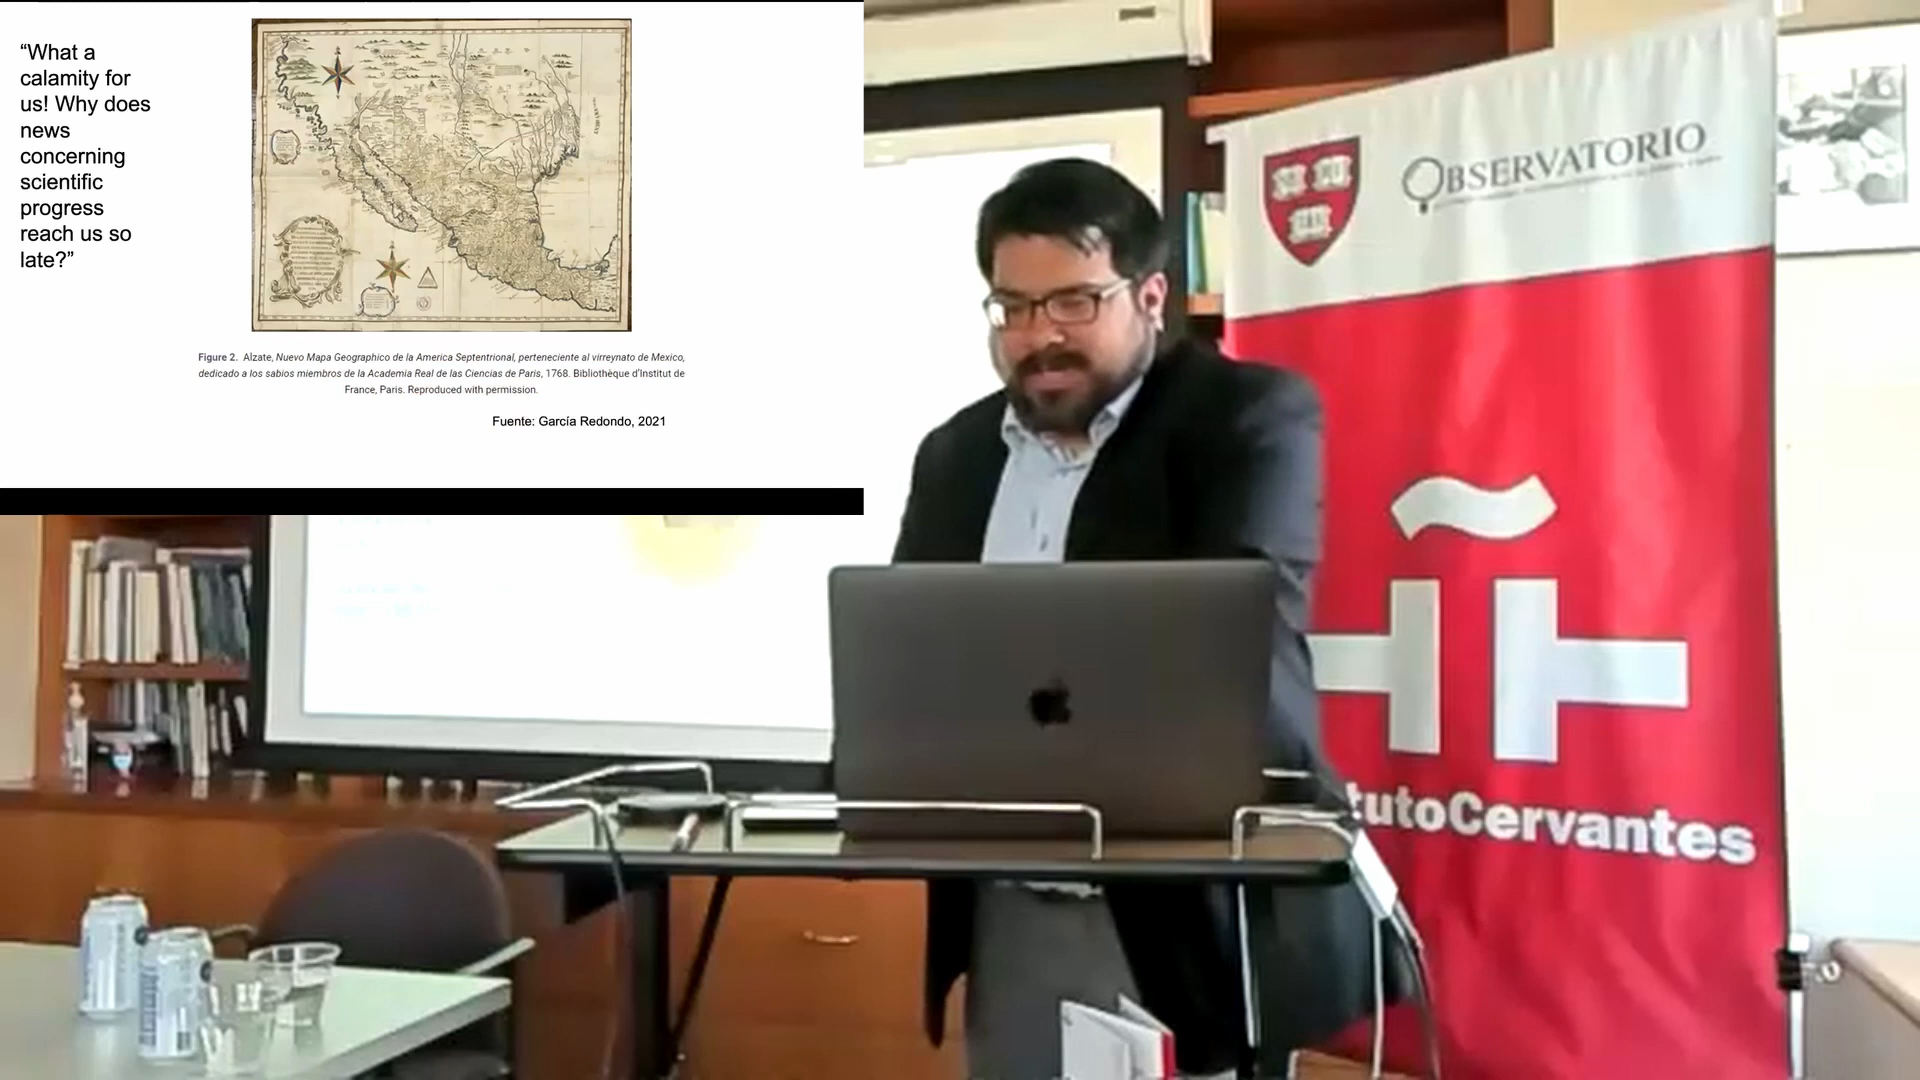 “What a
calamity for
us! Why does
news
concerning
scientific
progress
reach us so
late?”
Figure 2. Alzate, Nuevo Mapa Geographico de la America Septentrional, perteneciente al virreynato de Mexico,
dedicado a los sabios miembros de la Academia Real de las Ciencias de Paris, 1768. Bibliothèque d'Institut de
France, Paris. Reproduced with permission.
Fuente: García Redondo, 2021
OBSERVATORIO
tutoCervantes